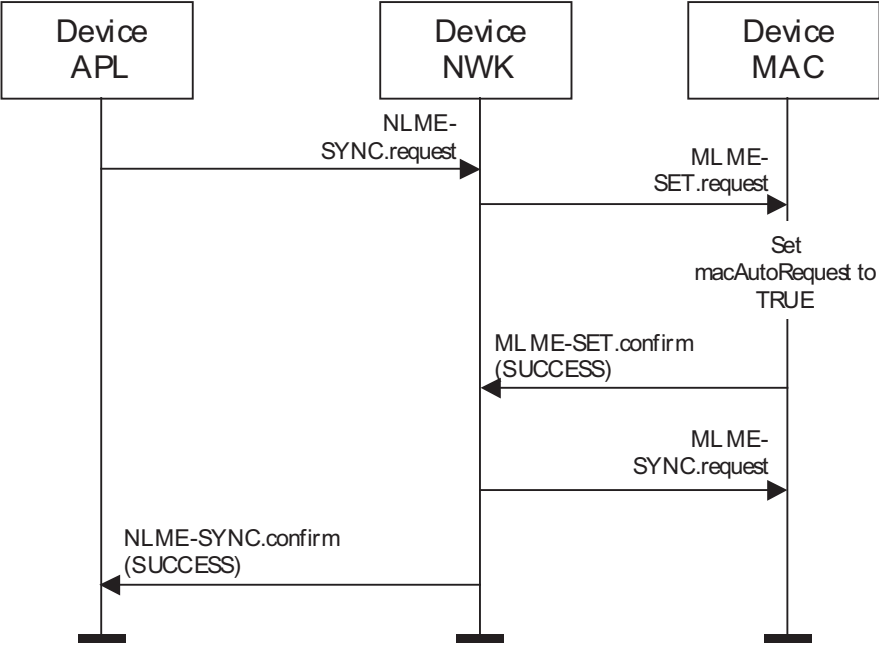 Device
APL
Device
NWK
Device
MAC
NLME-
SYNC.request
MLME-
SET.request
Set
macAutoRequest to
TRUE
MLME-SET.confirm
(SUCCESS)
MLME-
SYNC.request
NLME-SYNC.confirm
(SUCCESS)